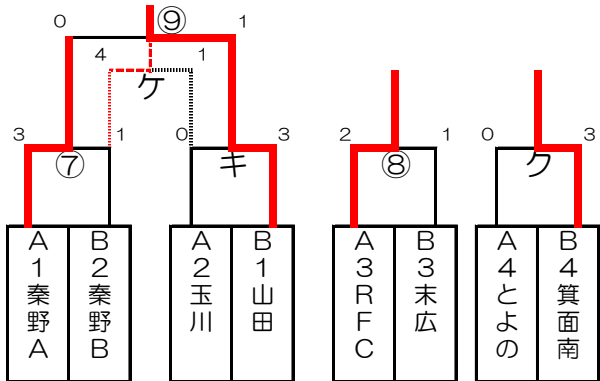 0 ⑨ 1
4 1
ケ
3 1 0 3 2 1 0 3
⑦ キ ⑧ ク
A1秦野A
B2秦野B
A2玉川
B1山田
A3RFC
B3末広
A4とよの
B4箕面南